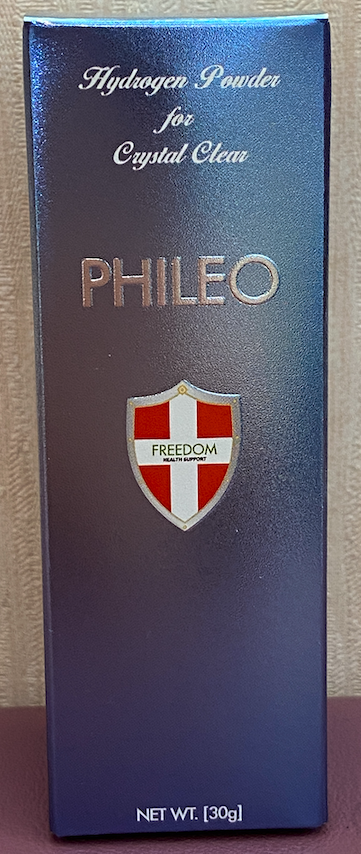 Hydrogen Powder
for
Crystal Clear
PHILEO
FREEDOM
HEALTH SUPPORT
NET WT. [30g]